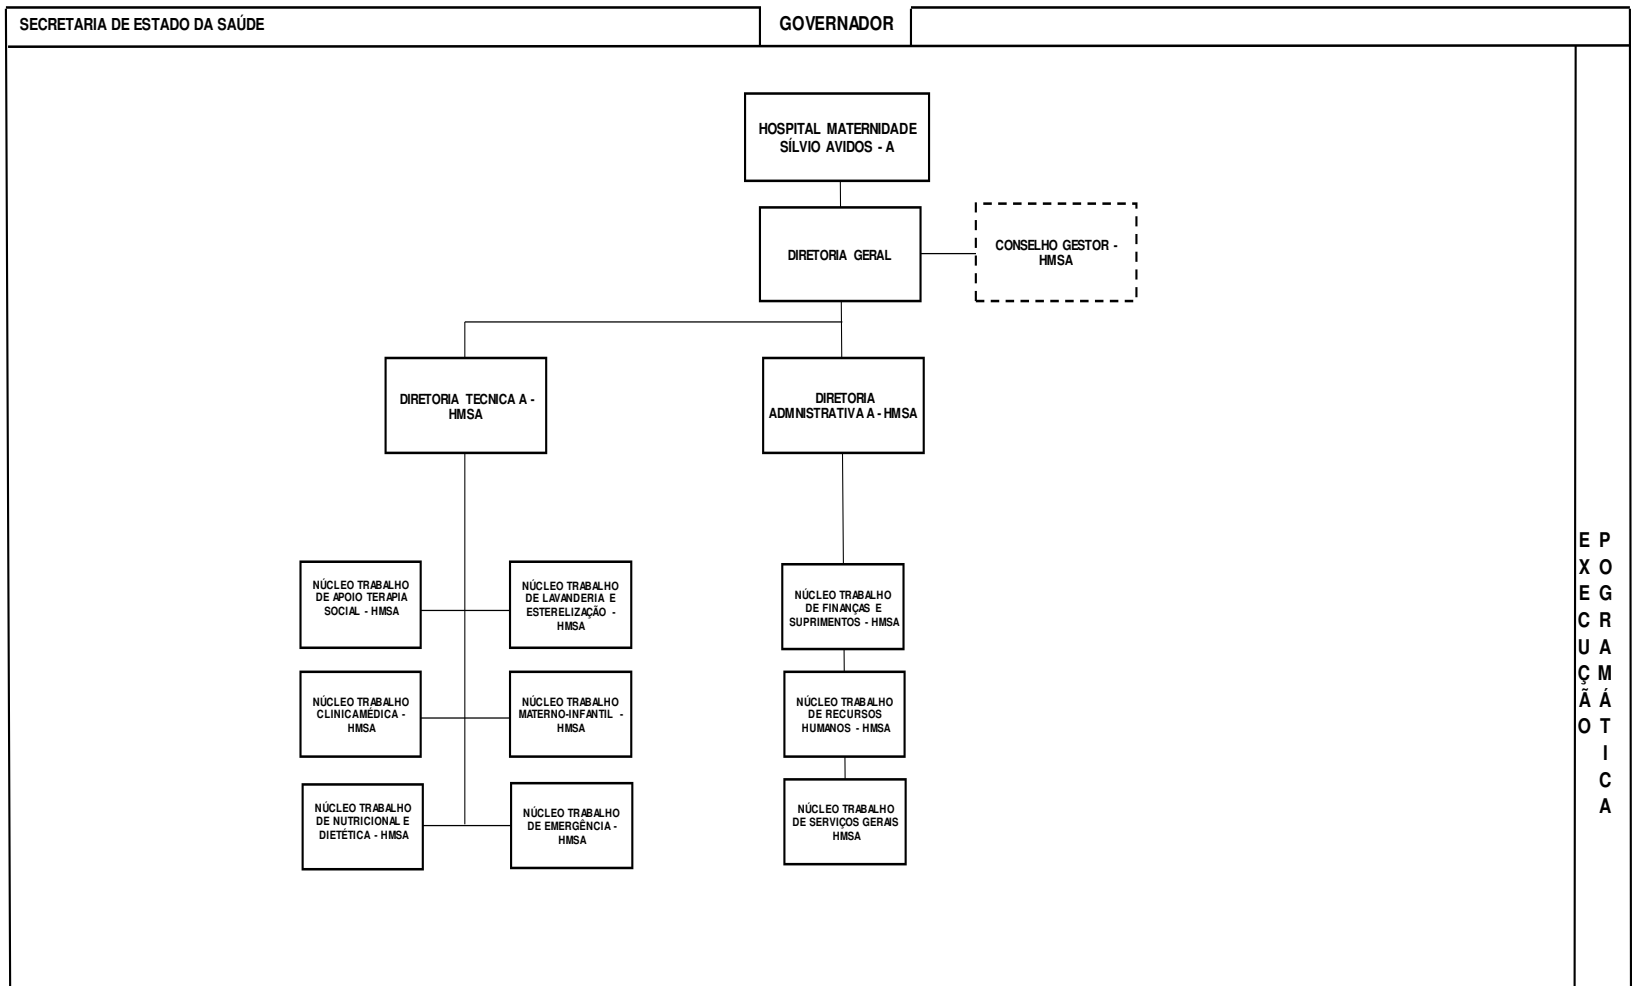 SECRETARIA DE ESTADO DA SAÚDE
GOVERNADOR
HOSPITAL MATERNIDADE
SÍLVIO AVIDOS - A
DIRETORIA GERAL
CONSELHO GESTOR -
HMSA
DIRETORIA TECNICA A -
HMSA
DIRETORIA
ADMNISTRATIVA A - HMSA
NÚCLEO TRABALHO
DE APOIO TERAPIA
SOCIAL - HMSA
NÚCLEO TRABALHO
DE LAVANDERIA E
ESTERELIZAÇÃO -
HMSA
NÚCLEO TRABALHO
DE FINANÇAS E
SUPRIMENTOS - HMSA
NÚCLEO TRABALHO
CLINICAMÉDICA -
HMSA
NÚCLEO TRABALHO
MATERNO-INFANTIL -
HMSA
NÚCLEO TRABALHO
DE RECURSOS
HUMANOS - HMSA
NÚCLEO TRABALHO
DE NUTRICIONAL E
DIETÉTICA - HMSA
NÚCLEO TRABALHO
DE EMERGÊNCIA -
HMSA
NÚCLEO TRABALHO
DE SERVIÇOS GERAIS
HMSA
EXECUÇÃO
POGRAMÁTICA